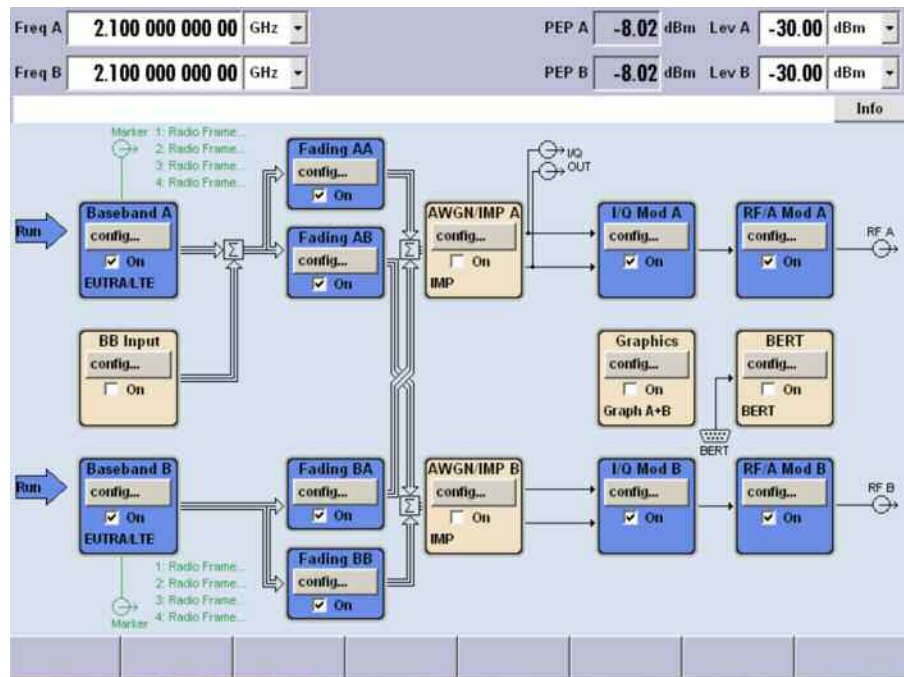 Freq A 2.100 000 000 00 GHz PEP A -8.02 dBm Lev A -30.00 dBm
Freq B 2.100 000 000 00 GHz PEP B -8.02 dBm Lev B -30.00 dBm
Info
Marker 1: Radio Frame...
2: Radio Frame...
3: Radio Frame...
4: Radio Frame...
Fading AA
config...
On
I/Q
OUT
Run
Baseband A
config...
On
EUTRA/LTE
Σ
Fading AB
config...
On
Σ
AWGN/IMP A
config...
On
IMP
I/Q Mod A
config...
On
RF/A Mod A
config...
On
RF A
BB Input
config...
On
Graphics
config...
On
Graph A+B
BERT
config...
On
BERT
BERT
Run
Baseband B
config...
On
EUTRA/LTE
Fading BA
config...
On
Σ
AWGN/IMP B
config...
On
IMP
I/Q Mod B
config...
On
RF/A Mod B
config...
On
RF B
Fading BB
config...
On
1: Radio Frame...
2: Radio Frame...
3: Radio Frame...
Marker 4: Radio Frame...